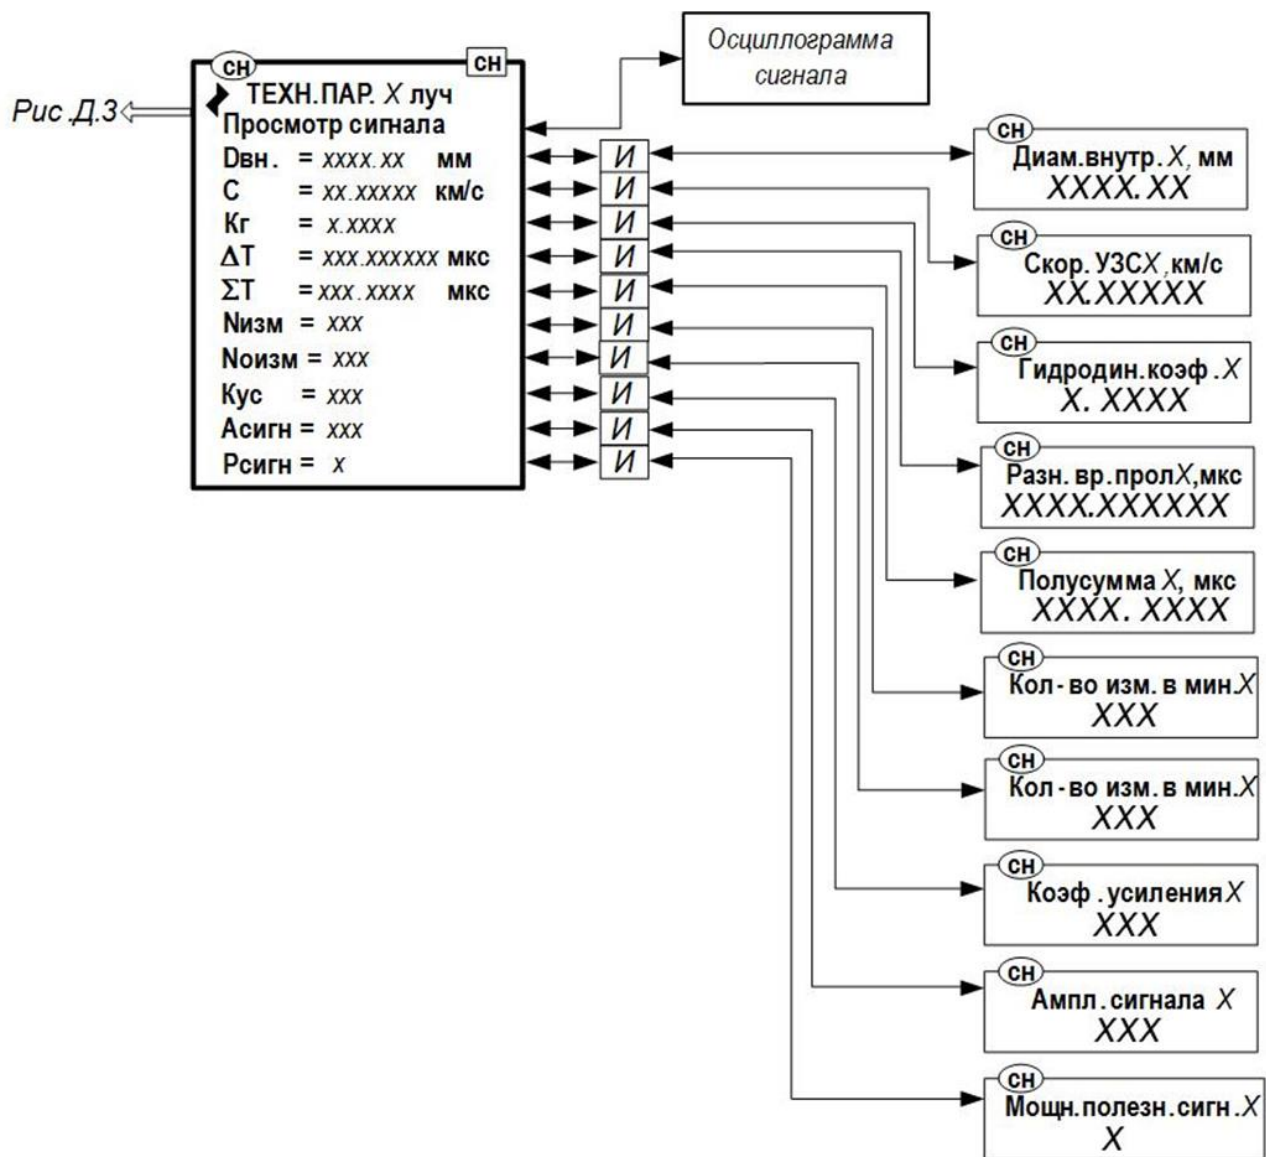 Осциллограмма
сигнала
СН
СН
ТЕХН.ПАР. X луч
Рис.Д.3
Просмотр сигнала
Dвн. = xxxx.xx мм
И
С = xx.xxxxx км/с
И
Кг = x.xxxx
И
ΔT = xxx.xxxxxx мкс
И
ΣT =xxx.xxxx мкс
И
Nизм = xxx
И
Nоизм = xxx
И
Кус = xxx
И
Асигн = xxx
И
Рсигн = x
И
СН
Диам.внутр. X, мм
XXXX.XX
СН
Скор. УЗСX,км/с
XX.XXXXX
СН
Гидродин.коэф.X
X. XXXX
СН
Разн. вр.пролX,мкс
XXXX.XXXXXX
СН
Полусумма X, мкс
XXXX. XXXX
СН
Кол-во изм. в мин.X
XXX
СН
Кол-во изм. в мин.X
XXX
СН
Коэф.усиления X
XXX
СН
Ампл.сигнала X
XXX
СН
Мощн.полезн.сигн.X
X